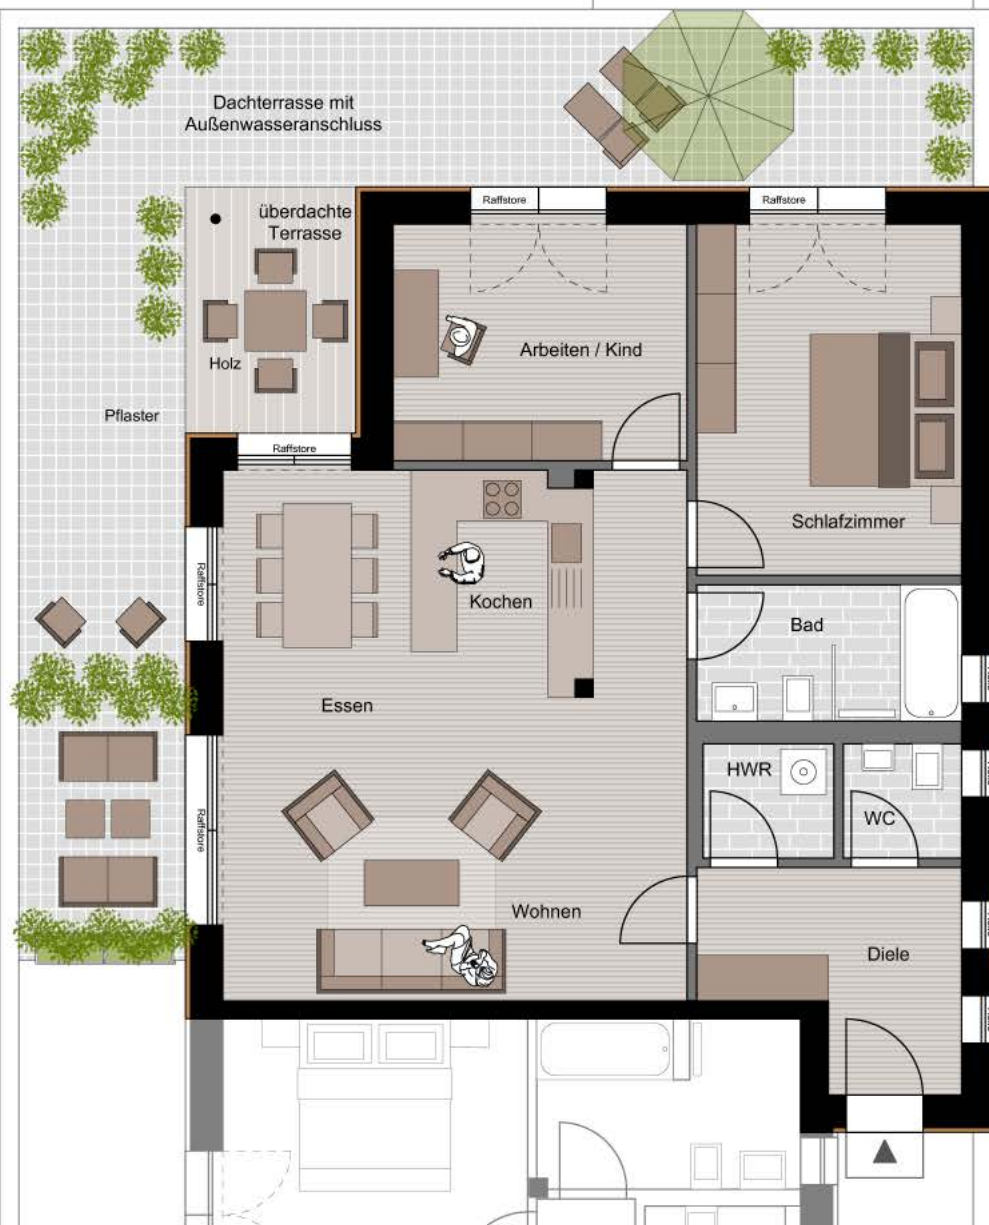 Dachterrasse mit
Außenwasseranschluss
Raffstore
Raffstore
überdachte
Terrasse
Holz
Arbeiten / Kind
Pflaster
Raffstore
Schlafzimmer
Raffstore
Kochen
Bad
Essen
HWR
WC
Raffstore
Wohnen
Diele